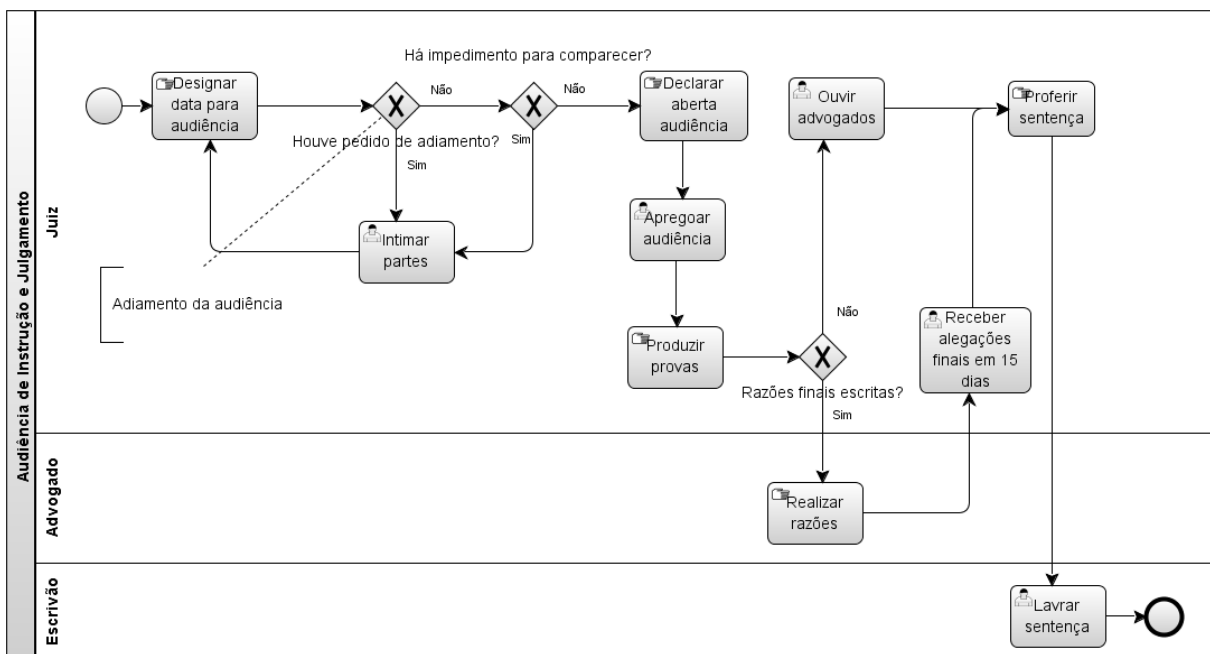 Audiência de Instrução e Julgamento
Juiz
Há impedimento para comparecer?
Designar
data para
audiência
Não
Não
Houve pedido de adiamento?
Sim
Sim
Intimar
partes
Adiamento da audiência
Declarar
aberta
audiência
Apregoar
audiência
Produzir
provas
Ouvir
advogados
Não
Razões finais escritas?
Sim
Receber
alegações
finais em 15
dias
Proferir
sentença
Advogado
Realizar
razões
Escrivão
Lavrar
sentença